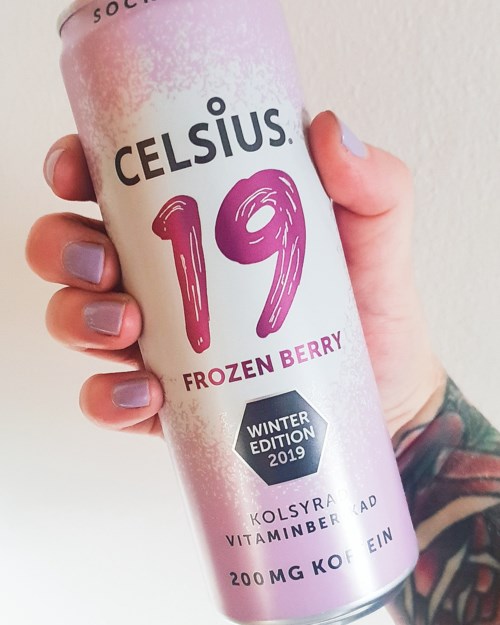 CELSIUS.
19
FROZEN BERRY
WINTER
EDITION
2019
200 MG